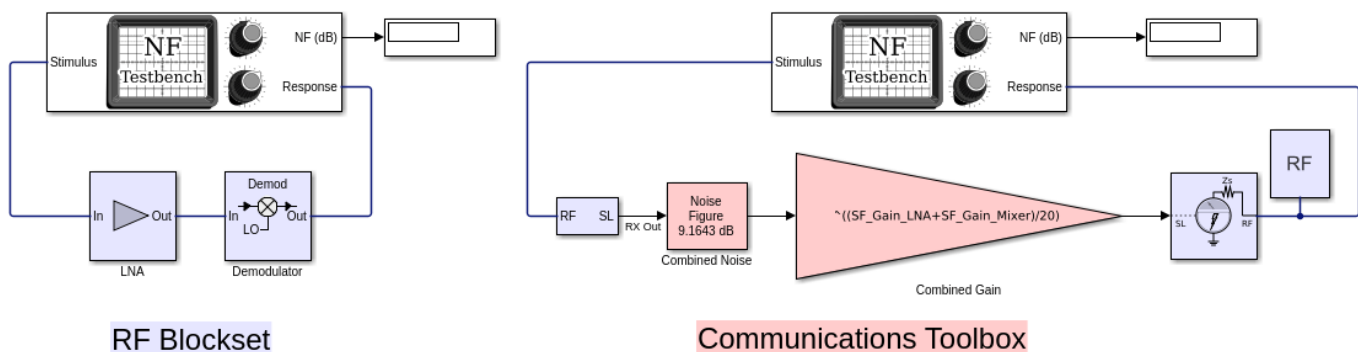 NF
Testbench
Stimulus
NF (dB)
Response
In
Out
LNA
Demod
In
Out
LO
Demodulator
RF Blockset
NF
Testbench
Stimulus
NF (dB)
Response
RF
SL
RX Out
Noise
Figure
9.1643 dB
Combined Noise
^((SF_Gain_LNA+SF_Gain_Mixer)/20)
Combined Gain
Zs
SL
RF
RF
Communications Toolbox